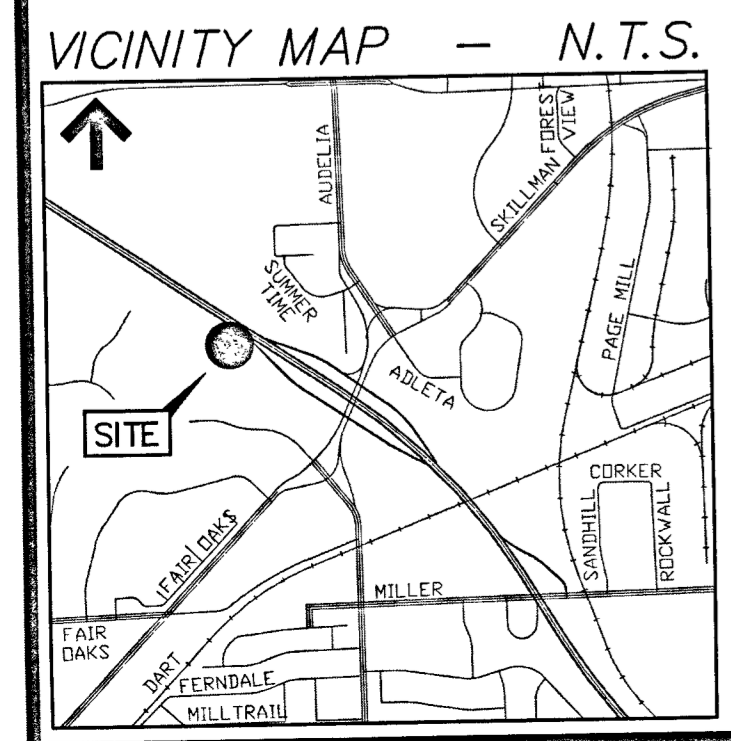 VICINITY MAP - N.T.S.
AUDELIA
FOREST
VIEW
SKILLMAN
SUMMER
TIME
PAGE MILL
ADLETA
SITE
CORKER
SANDHILL
ROCKWALL
FAIR OAKS
MILLER
FAIR
OAKS
DART
FERNDALE
MILLTRAIL